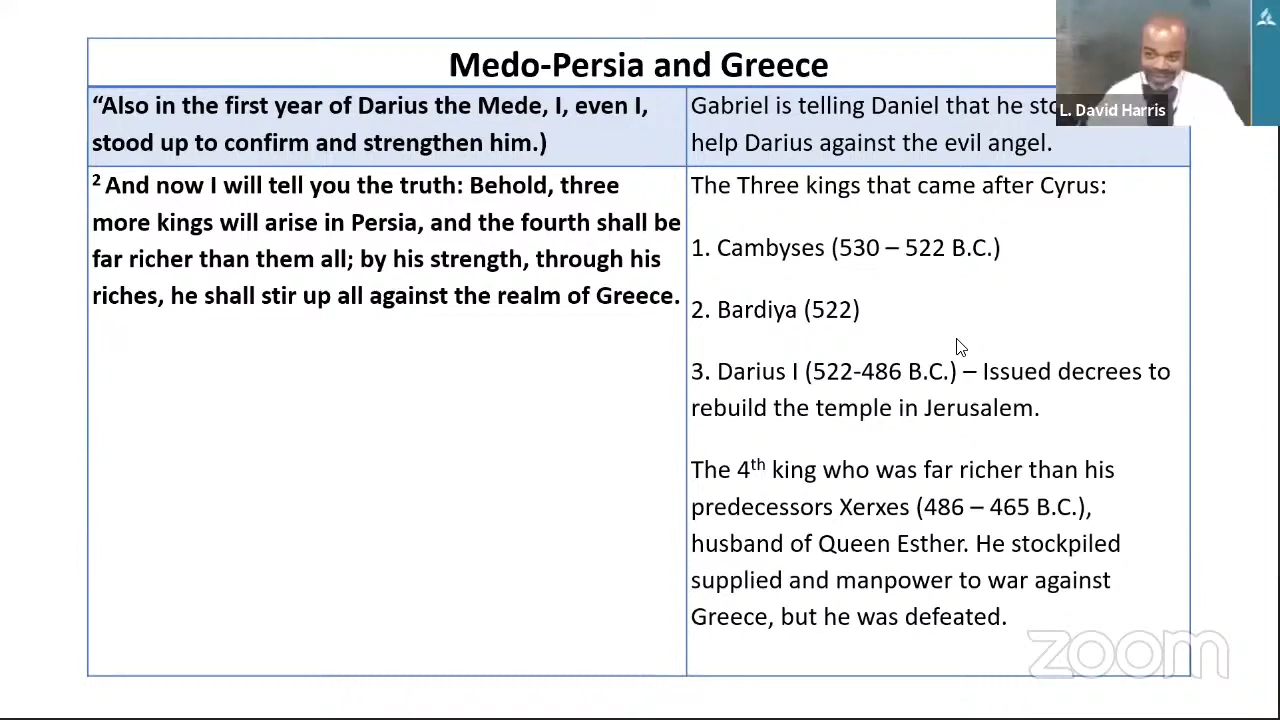 Medo-Persia and Greece
“Also in the first year of Darius the Mede, I, even I,
stood up to confirm and strengthen him.)
Gabriel is telling Daniel that he
help Darius against the evil angel.
L. David Harris
2 And now I will tell you the truth: Behold, three
more kings will arise in Persia, and the fourth shall be
far richer than them all; by his strength, through his
riches, he shall stir up all against the realm of Greece.
The Three kings that came after Cyrus:
1. Cambyses (530 – 522 B.C.)
2. Bardiya (522)
3. Darius I (522-486 B.C.) – Issued decrees to
rebuild the temple in Jerusalem.
The 4th king who was far richer than his
predecessors Xerxes (486 – 465 B.C.),
husband of Queen Esther. He stockpiled
supplied and manpower to war against
Greece, but he was defeated.
zoom